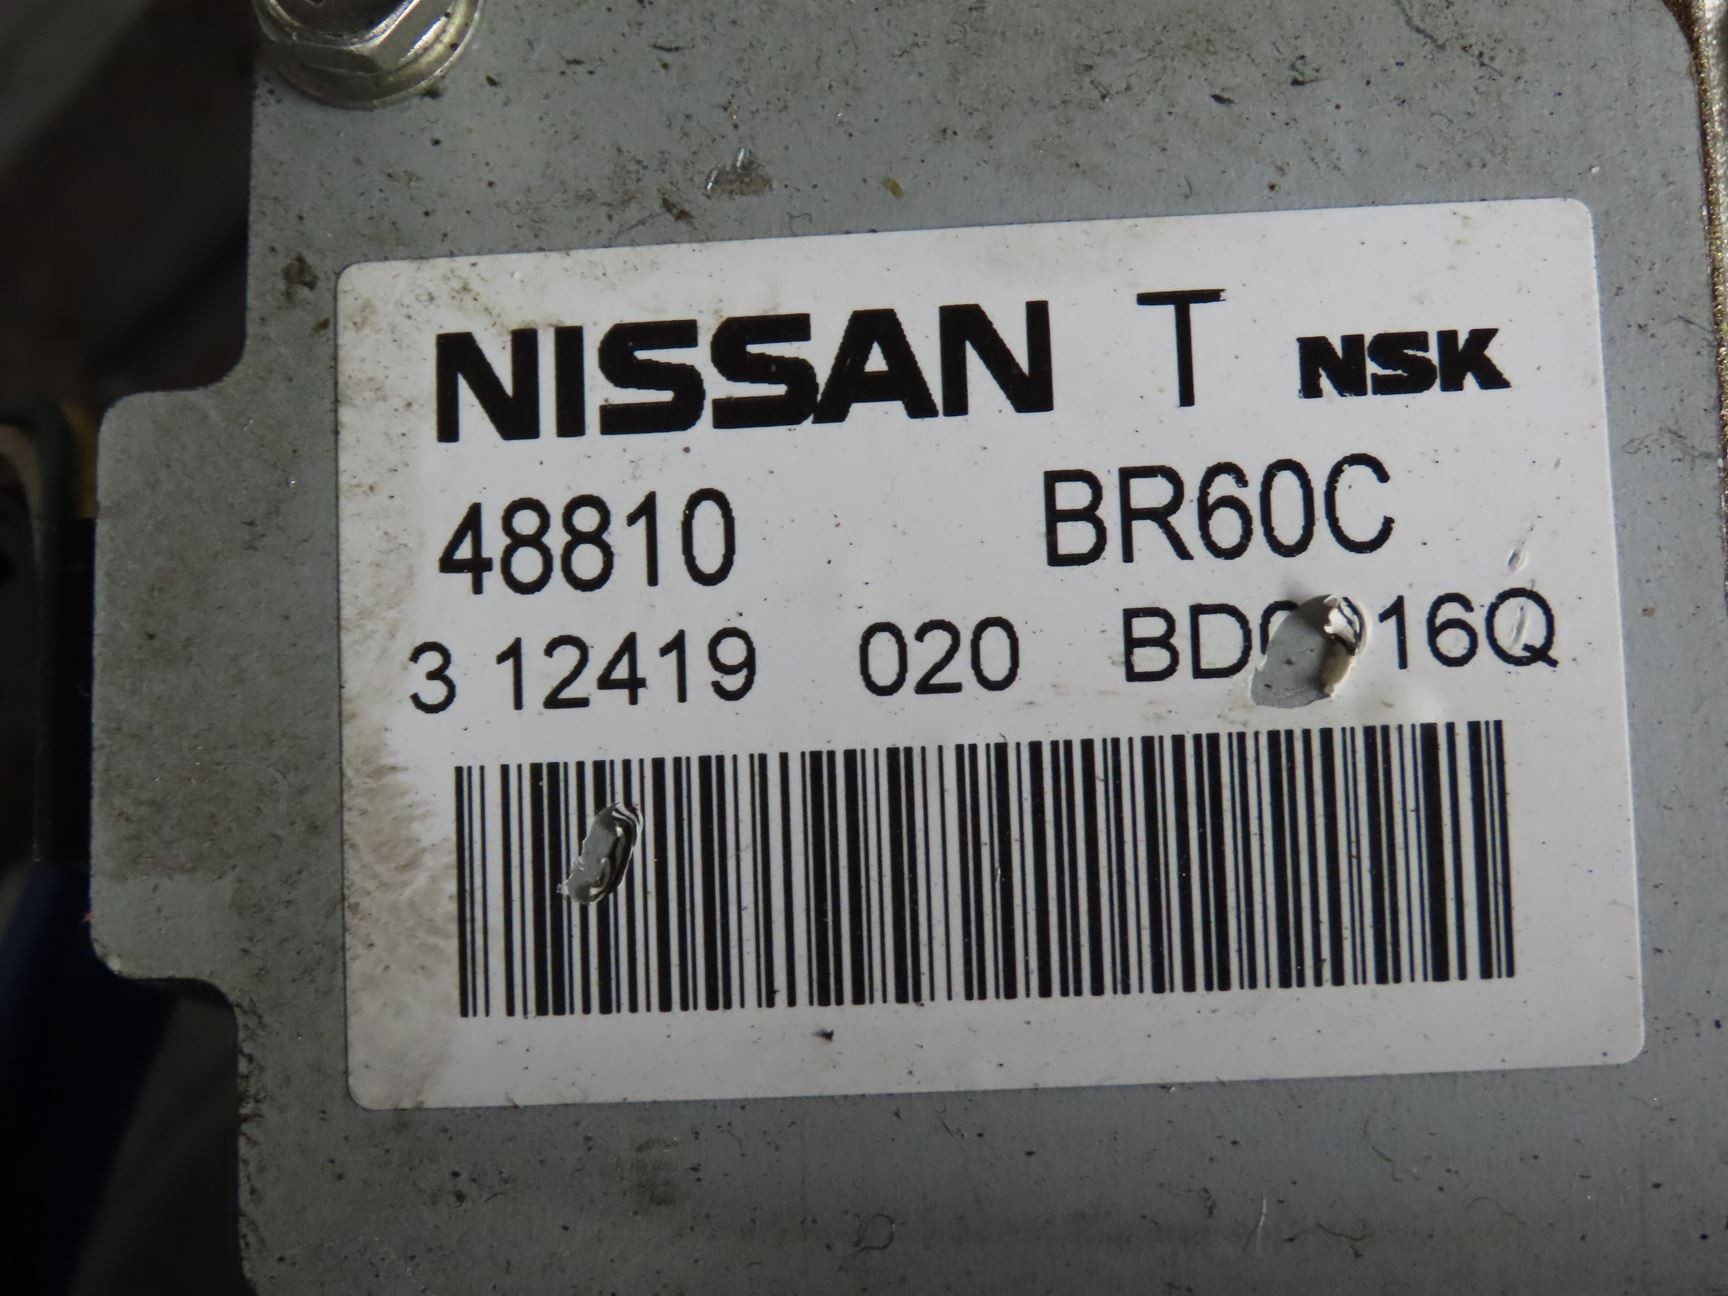 NISSAN T NSK
48810 BR60C
3 12419 020